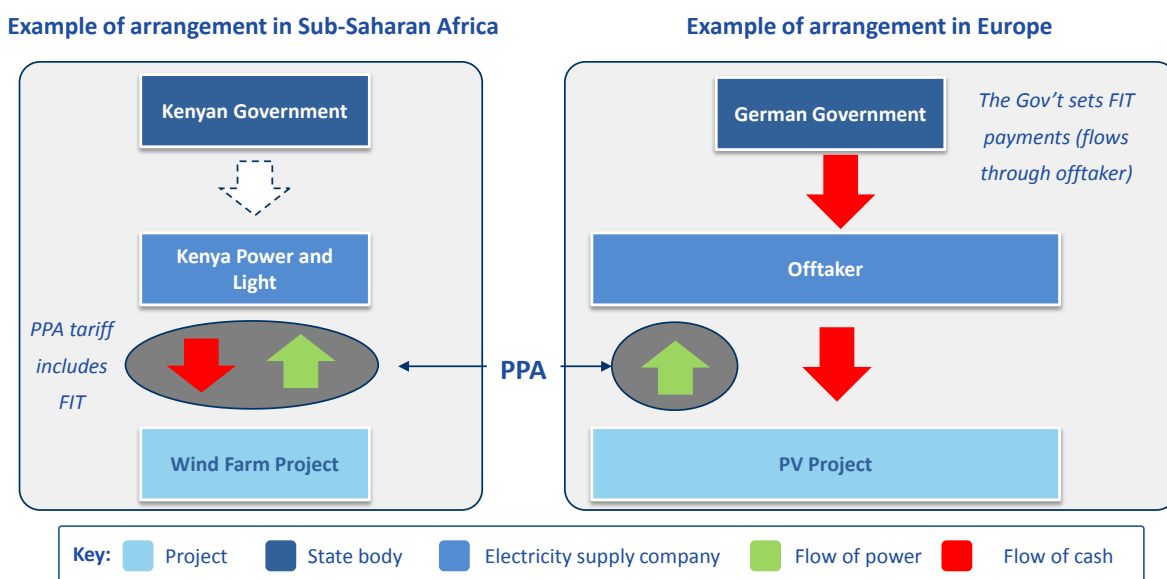 Example of arrangement in Sub-Saharan Africa
Kenyan Government
Kenya Power and
Light
PPA tariff
includes
FIT
Wind Farm Project
PPA
Example of arrangement in Europe
German Government
The Gov't sets FIT
payments (flows
through offtaker)
Offtaker
PV Project
Key: Project State body Electricity supply company Flow of power Flow of cash